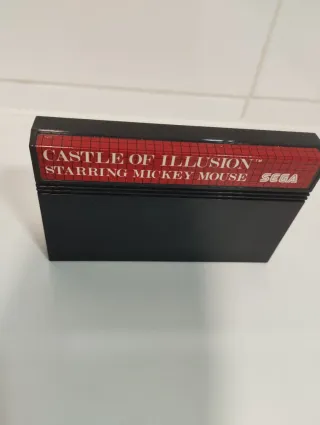 CASTLE OF ILLUSION™
STARRING MICKEY MOUSE SEGA